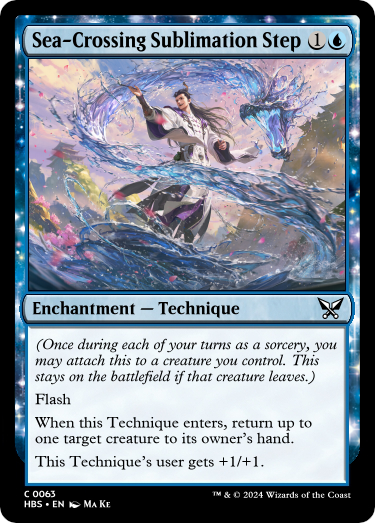 Sea-Crossing Sublimation Step 1
Enchantment — Technique
(Once during each of your turns as a sorcery, you
may attach this to a creature you control. This
stays on the battlefield if that creature leaves.)
Flash
When this Technique enters, return up to
one target creature to its owner's hand.
This Technique's user gets +1/+1.
C 0063
HBS • EN Ma Ke
™ & © 2024 Wizards of the Coast